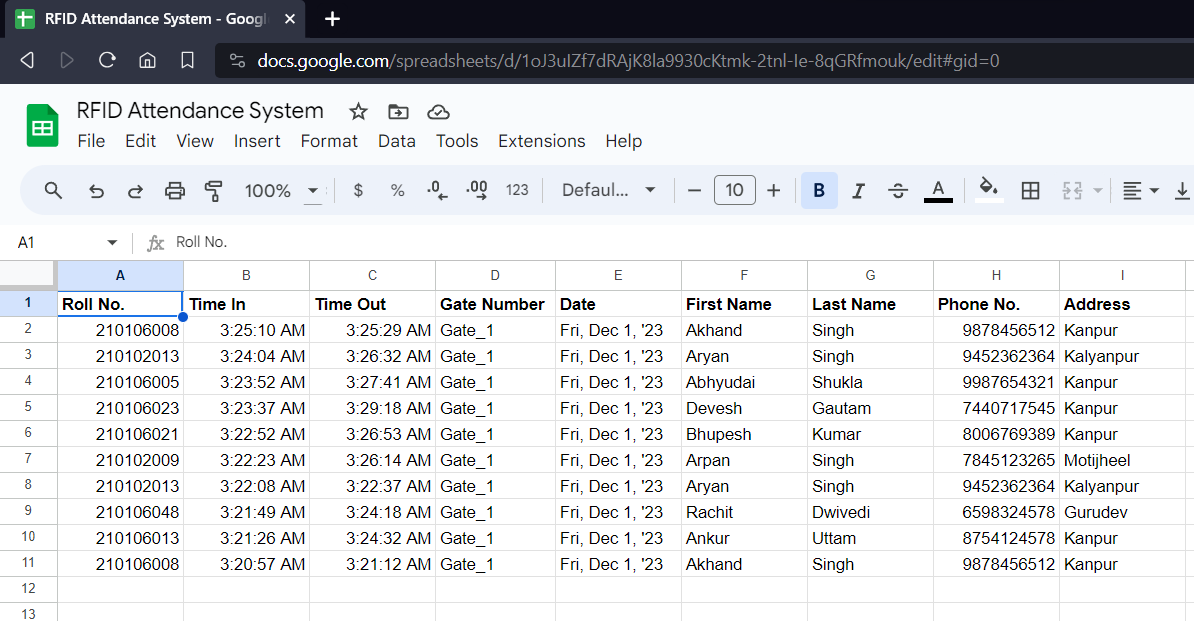 RFID Attendance System - Googl
docs.google.com/spreadsheets/d/1oJ3uIZf7dRAjK8la9930cKtmk-2tnl-Ie-8qGRfmouk/edit#gid=0
RFID Attendance System
File Edit View Insert Format Data Tools Extensions Help
100% $ % .0 .00 123 Defaul... 10 B I S A
A1 fx Roll No.
A B C D E F G H I
1 Roll No. Time In Time Out Gate Number Date First Name Last Name Phone No. Address
2 210106008 3:25:10 AM 3:25:29 AM Gate_1 Fri, Dec 1, '23 Akhand Singh 9878456512 Kanpur
3 210102013 3:24:04 AM 3:26:32 AM Gate_1 Fri, Dec 1, '23 Aryan Singh 9452362364 Kalyanpur
4 210106005 3:23:52 AM 3:27:41 AM Gate_1 Fri, Dec 1, '23 Abhyudai Shukla 9987654321 Kanpur
5 210106023 3:23:37 AM 3:29:18 AM Gate_1 Fri, Dec 1, '23 Devesh Gautam 7440717545 Kanpur
6 210106021 3:22:52 AM 3:26:53 AM Gate_1 Fri, Dec 1, '23 Bhupesh Kumar 8006769389 Kanpur
7 210102009 3:22:23 AM 3:26:14 AM Gate_1 Fri, Dec 1, '23 Arpan Singh 7845123265 Motijheel
8 210102013 3:22:08 AM 3:22:37 AM Gate_1 Fri, Dec 1, '23 Aryan Singh 9452362364 Kalyanpur
9 210106048 3:21:49 AM 3:24:18 AM Gate_1 Fri, Dec 1, '23 Rachit Dwivedi 6598324578 Gurudev
10 210106013 3:21:26 AM 3:24:32 AM Gate_1 Fri, Dec 1, '23 Ankur Uttam 8754124578 Kanpur
11 210106008 3:20:57 AM 3:21:12 AM Gate_1 Fri, Dec 1, '23 Akhand Singh 9878456512 Kanpur
12
13